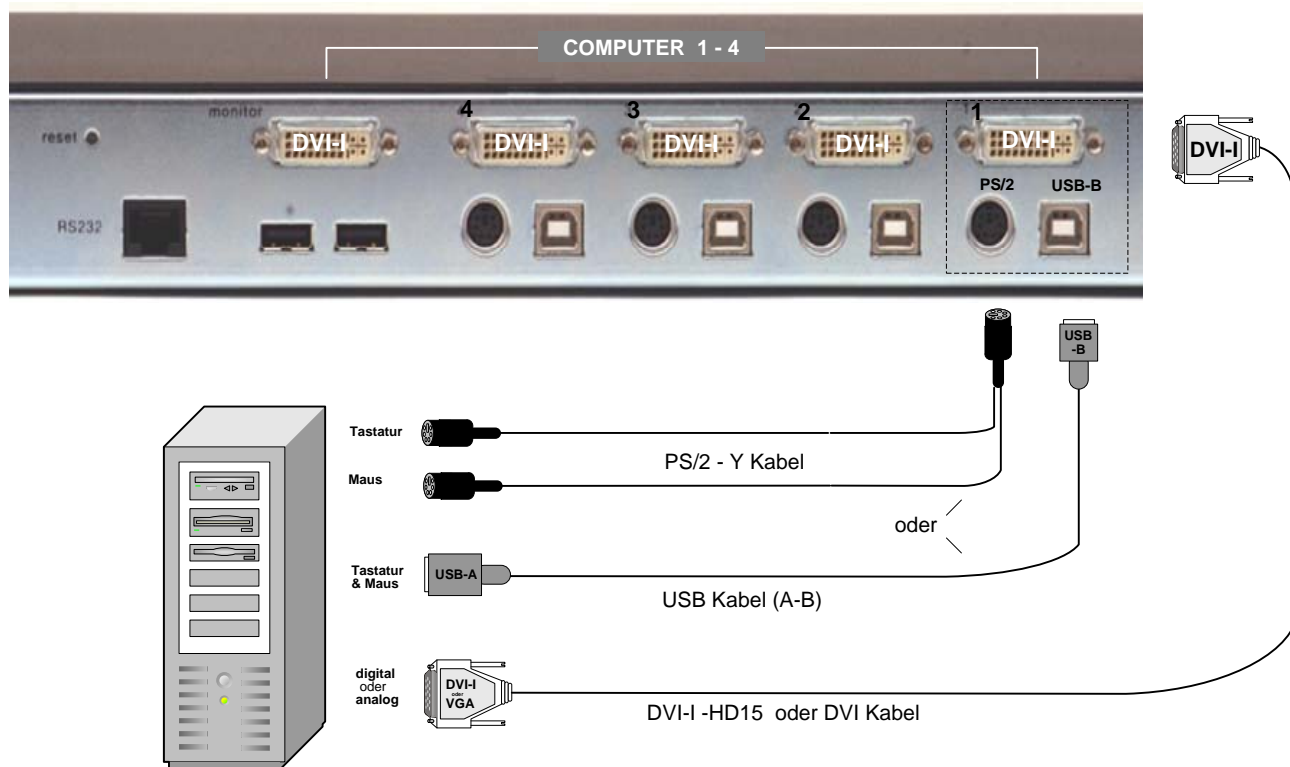 COMPUTER 1 - 4
monitor
4
3
2
1
reset
DVI-I
DVI-I
DVI-I
DVI-I
DVI-I
DVI-I
PS/2
USB-B
RS232
USB
-B
Tastatur
PS/2 - Y Kabel
Maus
oder
Tastatur
& Maus
USB-A
USB Kabel (A-B)
digital
oder
analog
DVI-I
oder
VGA
DVI-I -HD15 oder DVI Kabel